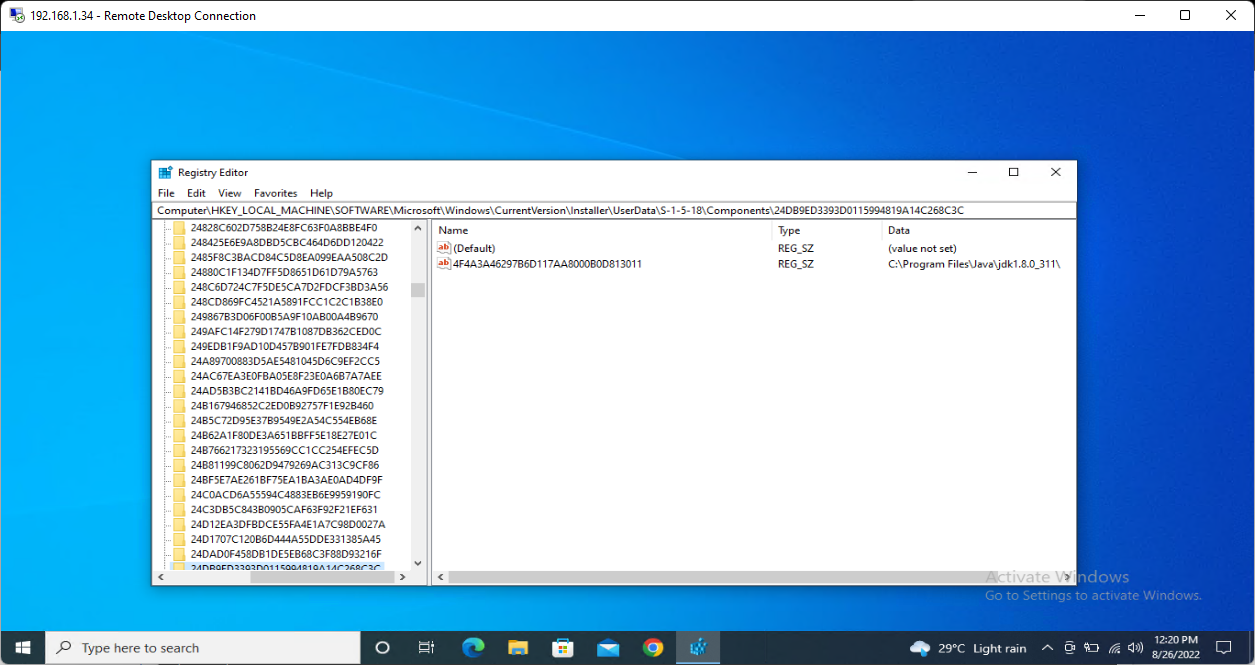 192.168.1.34 - Remote Desktop Connection
Registry Editor
File Edit View Favorites Help
Computer\HKEY_LOCAL_MACHINE\SOFTWARE\Microsoft\Windows\CurrentVersion\Installer\UserData\S-1-5-18\Components\24DB9ED3393D0115994819A14C268C3C
24828C602D758B24E8FC63F0A8BBE4F0
248425E6E9A8DBD5CBC464D6DD120422
2485F8C3BACD84C5D8EA099EAA508C2D
24880C1F134D7FF5D8651D61D79A5763
248C6D724C7F5DE5CA7D2FDCF3BD3A56
248CD869FC4521A5891FCC1C2C1B38E0
249867B3D06F00B5A9F10AB00A4B9670
249AFC14F279D1747B1087DB362CED0C
249EDB1F9AD10D457B901FE7FDB834F4
24A89700883D5AE5481045D6C9EF2CC5
24AC67EA3E0FBA05E8F23E0A6B7A7AEE
24AD5B3BC2141BD46A9FD65E1B80EC79
24B167946852C2ED0B92757F1E92B460
24B5C72D95E37B9549E2A54C554EB68E
24B62A1F80DE3A651BBFF5E18E27E01C
24B766217323195569CC1CC254EFEC5D
24B81199C8062D9479269AC313C9CF86
24BF5E7AE261BF75EA1BA3AE0AD4DF9F
24C0ACD6A55594C4883EB6E9959190FC
24C3DB5C843B0905CAF63F92F21EF631
24D12EA3DFBDCE55FA4E1A7C98D0027A
24D1707C120B6D444A55DDE331385A45
24DAD0F458DB1DE5EB68C3F88D93216F
24DB9ED3393D0115994819A14C268C3C
Name Type Data
(Default) REG_SZ (value not set)
4F4A3A46297B6D117AA8000B0D813011 REG_SZ C:\Program Files\Java\jdk1.8.0_311\
Activate Windows
Go to Settings to activate Windows.
Type here to search
29°C Light rain
12:20 PM
8/26/2022